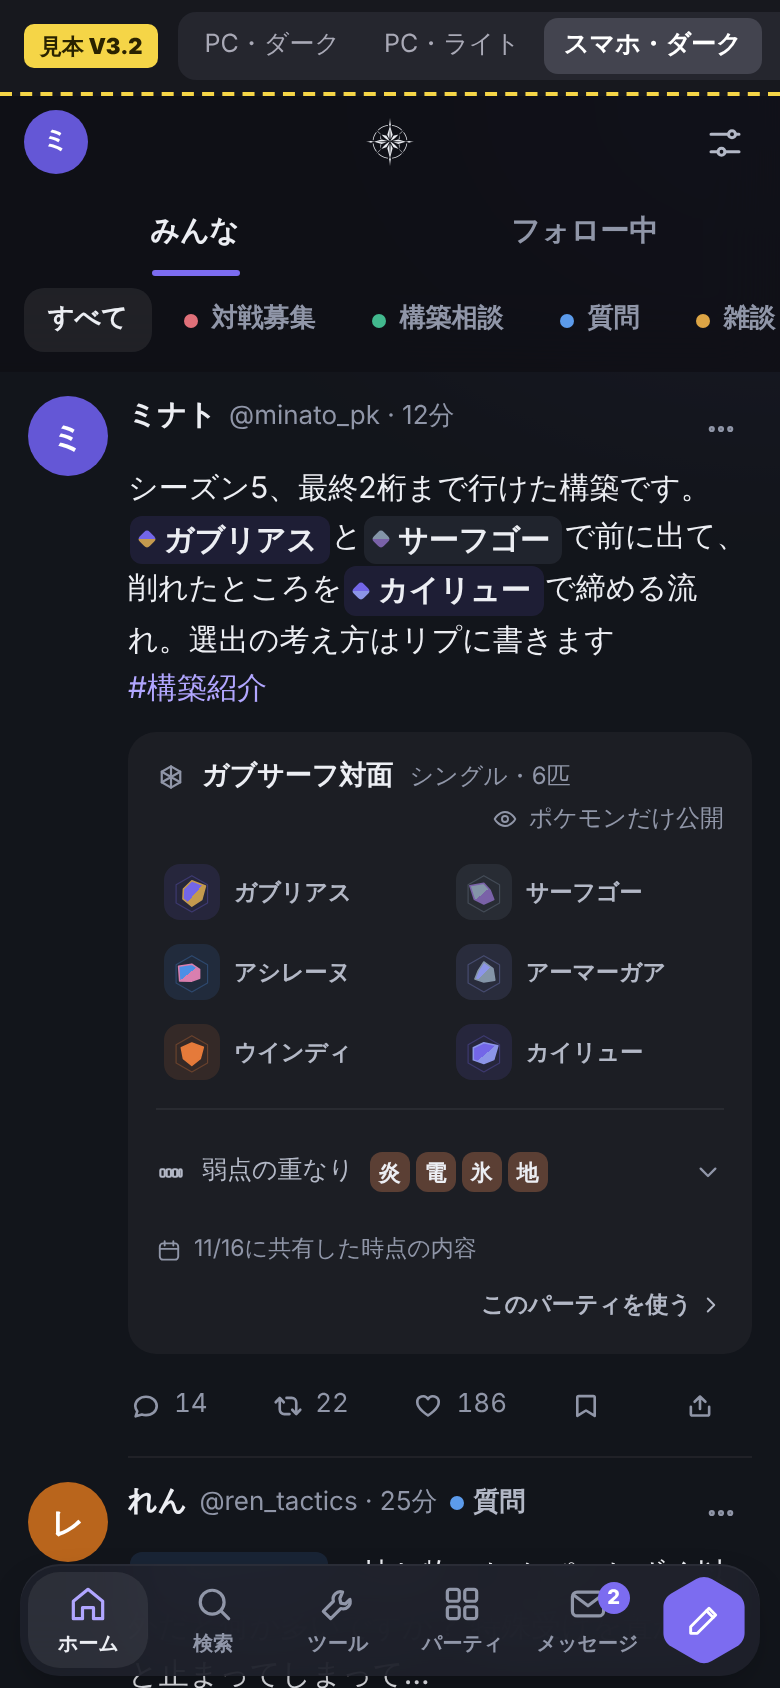 見本 V3.2 PC・ダーク PC・ライト スマホ・ダーク
ミ
みんな フォロー中
すべて 対戦募集 構築相談 質問 雑談
ミ ミナト @minato_pk · 12分
シーズン5、最終2桁まで行けた構築です。
ガブリアス と サーフゴー で前に出て、
削れたところを カイリュー で締める流
れ。選出の考え方はリプに書きます
#構築紹介
ガブサーフ対面 シングル・6匹
ポケモンだけ公開
ガブリアス サーフゴー
アシレーヌ アーマーガア
ウインディ カイリュー
弱点の重なり 炎 電 氷 地
11/16に共有した時点の内容
このパーティを使う
14 22 186
レ れん @ren_tactics · 25分 質問
ホーム 検索 ツール パーティ メッセージ 2
と止まってしまって...